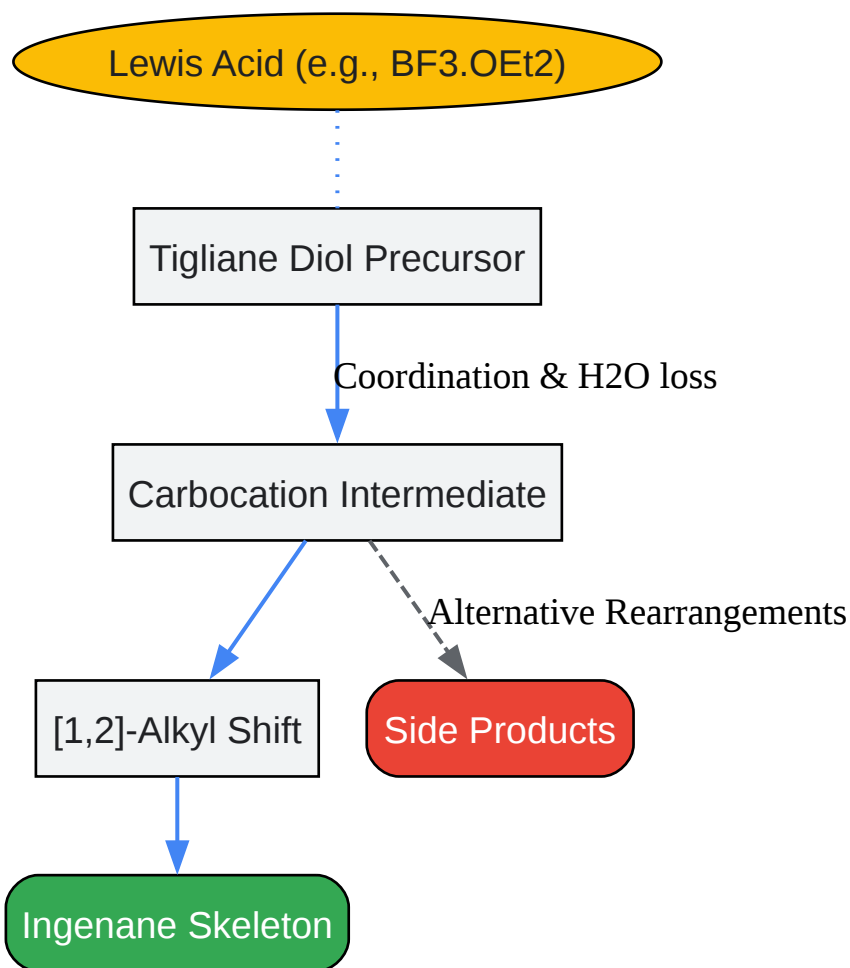 Lewis Acid (e.g., BF3.OEt2)
Tigliane Diol Precursor
Coordination & H2O loss
Carbocation Intermediate
Alternative Rearrangements
[1,2]-Alkyl Shift
Side Products
Ingenane Skeleton